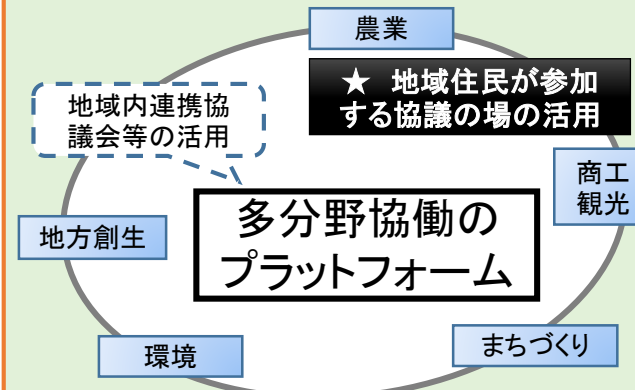 農業
★ 地域住民が参加
する協議の場の活用
地域内連携協
議会等の活用
商工
観光
多分野協働の
プラットフォーム
地方創生
まちづくり
環境